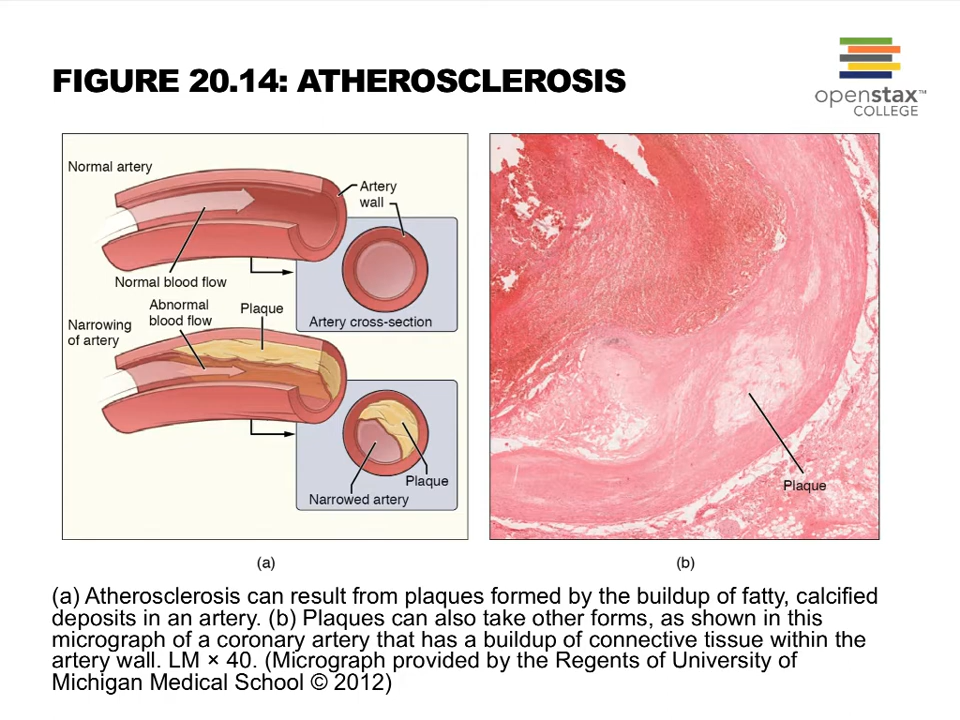 FIGURE 20.14: ATHEROSCLEROSIS
openstax™
COLLEGE
Normal artery
Artery
wall
Normal blood flow
Artery cross-section
Abnormal
blood flow
Plaque
Narrowing
of artery
Plaque
Narrowed artery
Plaque
(a)
(b)
(a) Atherosclerosis can result from plaques formed by the buildup of fatty, calcified
deposits in an artery. (b) Plaques can also take other forms, as shown in this
micrograph of a coronary artery that has a buildup of connective tissue within the
artery wall. LM × 40. (Micrograph provided by the Regents of University of
Michigan Medical School © 2012)